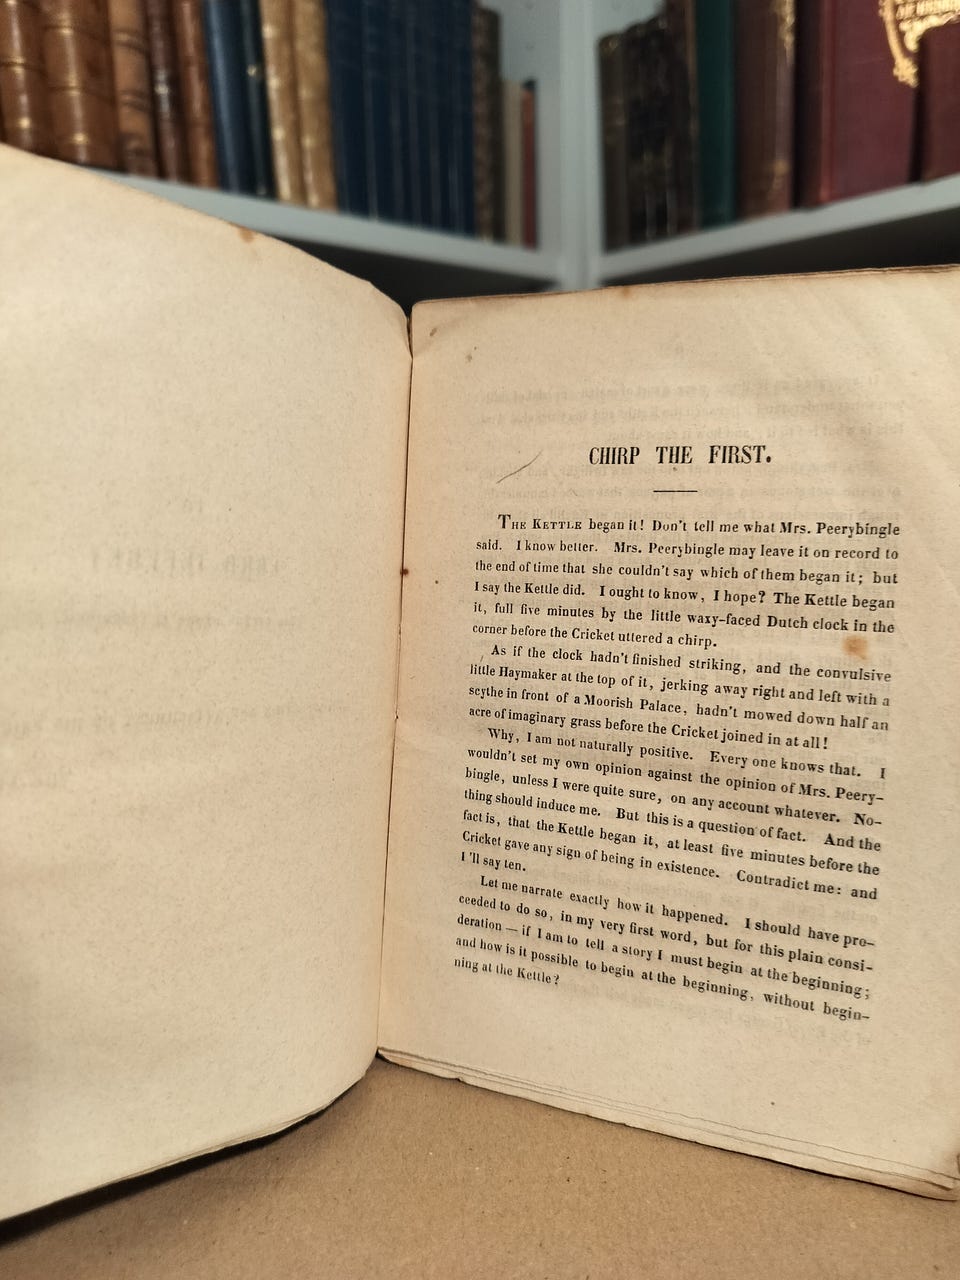 CHIRP THE FIRST.
THE KETTLE began it! Don't tell me what Mrs. Peerybingle
said. I know better. Mrs. Peerybingle may leave it on record to
the end of time that she couldn't say which of them began it; but
I say the Kettle did. I ought to know, I hope? The Kettle began
it, full five minutes by the little waxy-faced Dutch clock in the
corner before the Cricket uttered a chirp.
As if the clock hadn't finished striking, and the convulsive
little Haymaker at the top of it, jerking away right and left with a
scythe in front of a Moorish Palace, hadn't mowed down half an
acre of imaginary grass before the Cricket joined in at all!
Why, I am not naturally positive. Every one knows that. I
wouldn't set my own opinion against the opinion of Mrs. Peery-
bingle, unless I were quite sure, on any account whatever. No-
thing should induce me. But this is a question of fact. And the
fact is, that the Kettle began it, at least five minutes before the
Cricket gave any sign of being in existence. Contradict me: and
I'll say ten.
Let me narrate exactly how it happened. I should have pro-
ceeded to do so, in my very first word, but for this plain consi-
deration — if I am to tell a story I must begin at the beginning;
and how is it possible to begin at the beginning, without begin-
ning at the Kettle?